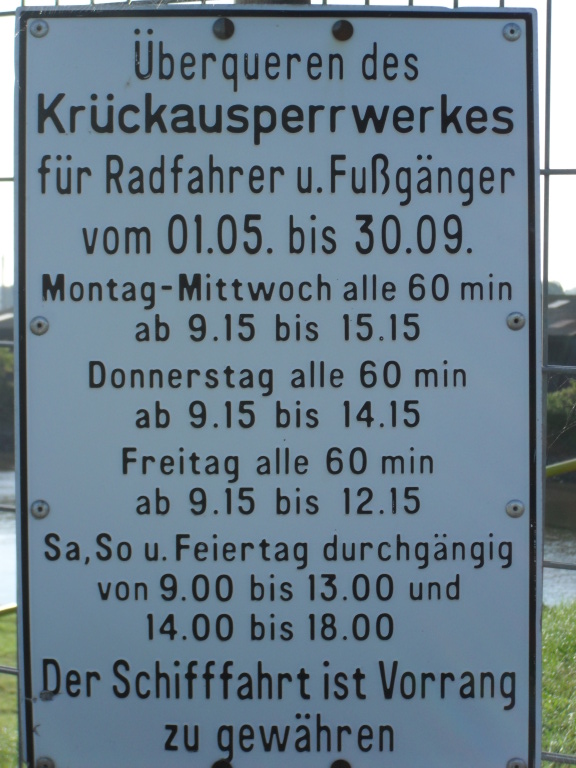 Überqueren des
Krückausperrwerkes
für Radfahrer u. Fußgänger
vom 01.05. bis 30.09.
Montag-Mittwoch alle 60 min
ab 9.15 bis 15.15
Donnerstag alle 60 min
ab 9.15 bis 14.15
Freitag alle 60 min
ab 9.15 bis 12.15
Sa, So u. Feiertag durchgängig
von 9.00 bis 13.00 und
14.00 bis 18.00
Der Schifffahrt ist Vorrang
zu gewähren